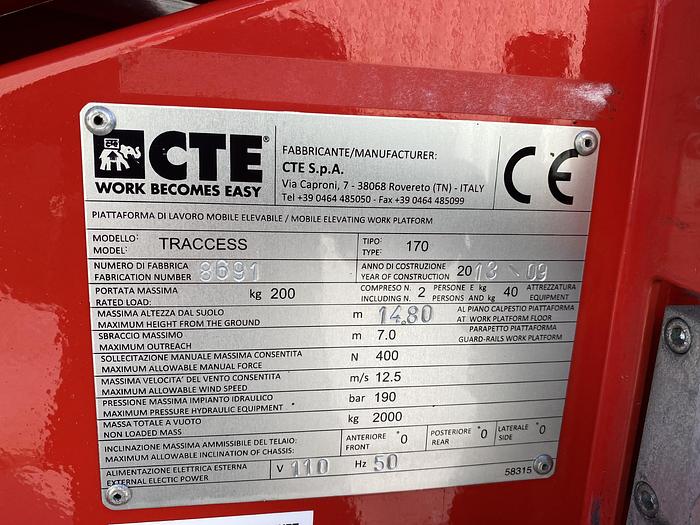 CTE®
WORK BECOMES EASY
FABBRICANTE/MANUFACTURER:
CTE S.p.A.
Via Caproni, 7 - 38068 Rovereto (TN) - ITALY
Tel +39 0464 485050 - Fax +39 0464 485099
CE
PIATTAFORMA DI LAVORO MOBILE ELEVABILE / MOBILE ELEVATING WORK PLATFORM
MODELLO:
MODEL: TRACCESS
TIPO:
TYPE: 170
NUMERO DI FABBRICA
FABRICATION NUMBER 8691
ANNO DI COSTRUZIONE
YEAR OF CONSTRUCTION 2013 09
PORTATA MASSIMA
RATED LOAD: kg 200
COMPRESO N. 2 PERSONE E kg 40 ATTREZZATURA
INCLUDING N. PERSONS AND kg EQUIPMENT
MASSIMA ALTEZZA DAL SUOLO
MAXIMUM HEIGHT FROM THE GROUND m 14.80
AL PIANO CALPESTIO PIATTAFORMA
AT WORK PLATFORM FLOOR
SBRACCIO MASSIMO
MAXIMUM OUTREACH m 7.0
PARAPETTO PIATTAFORMA
GUARD-RAILS WORK PLATFORM
SOLLECITAZIONE MANUALE MASSIMA CONSENTITA
MAXIMUM ALLOWABLE MANUAL FORCE N 400
MASSIMA VELOCITA' DEL VENTO CONSENTITA
MAXIMUM ALLOWABLE WIND SPEED m/s 12.5
PRESSIONE MASSIMA IMPIANTO IDRAULICO
MAXIMUM PRESSURE HYDRAULIC EQUIPMENT bar 190
MASSA TOTALE A VUOTO
NON LOADED MASS kg 2000
INCLINAZIONE MASSIMA AMMISSIBILE DEL TELAIO:
MAXIMUM ALLOWABLE INCLINATION OF CHASSIS:
ANTERIORE
FRONT °0
POSTERIORE
REAR °0
LATERALE
SIDE °0
ALIMENTAZIONE ELETTRICA ESTERNA
EXTERNAL ELECTIC POWER V 110 Hz 50
58315